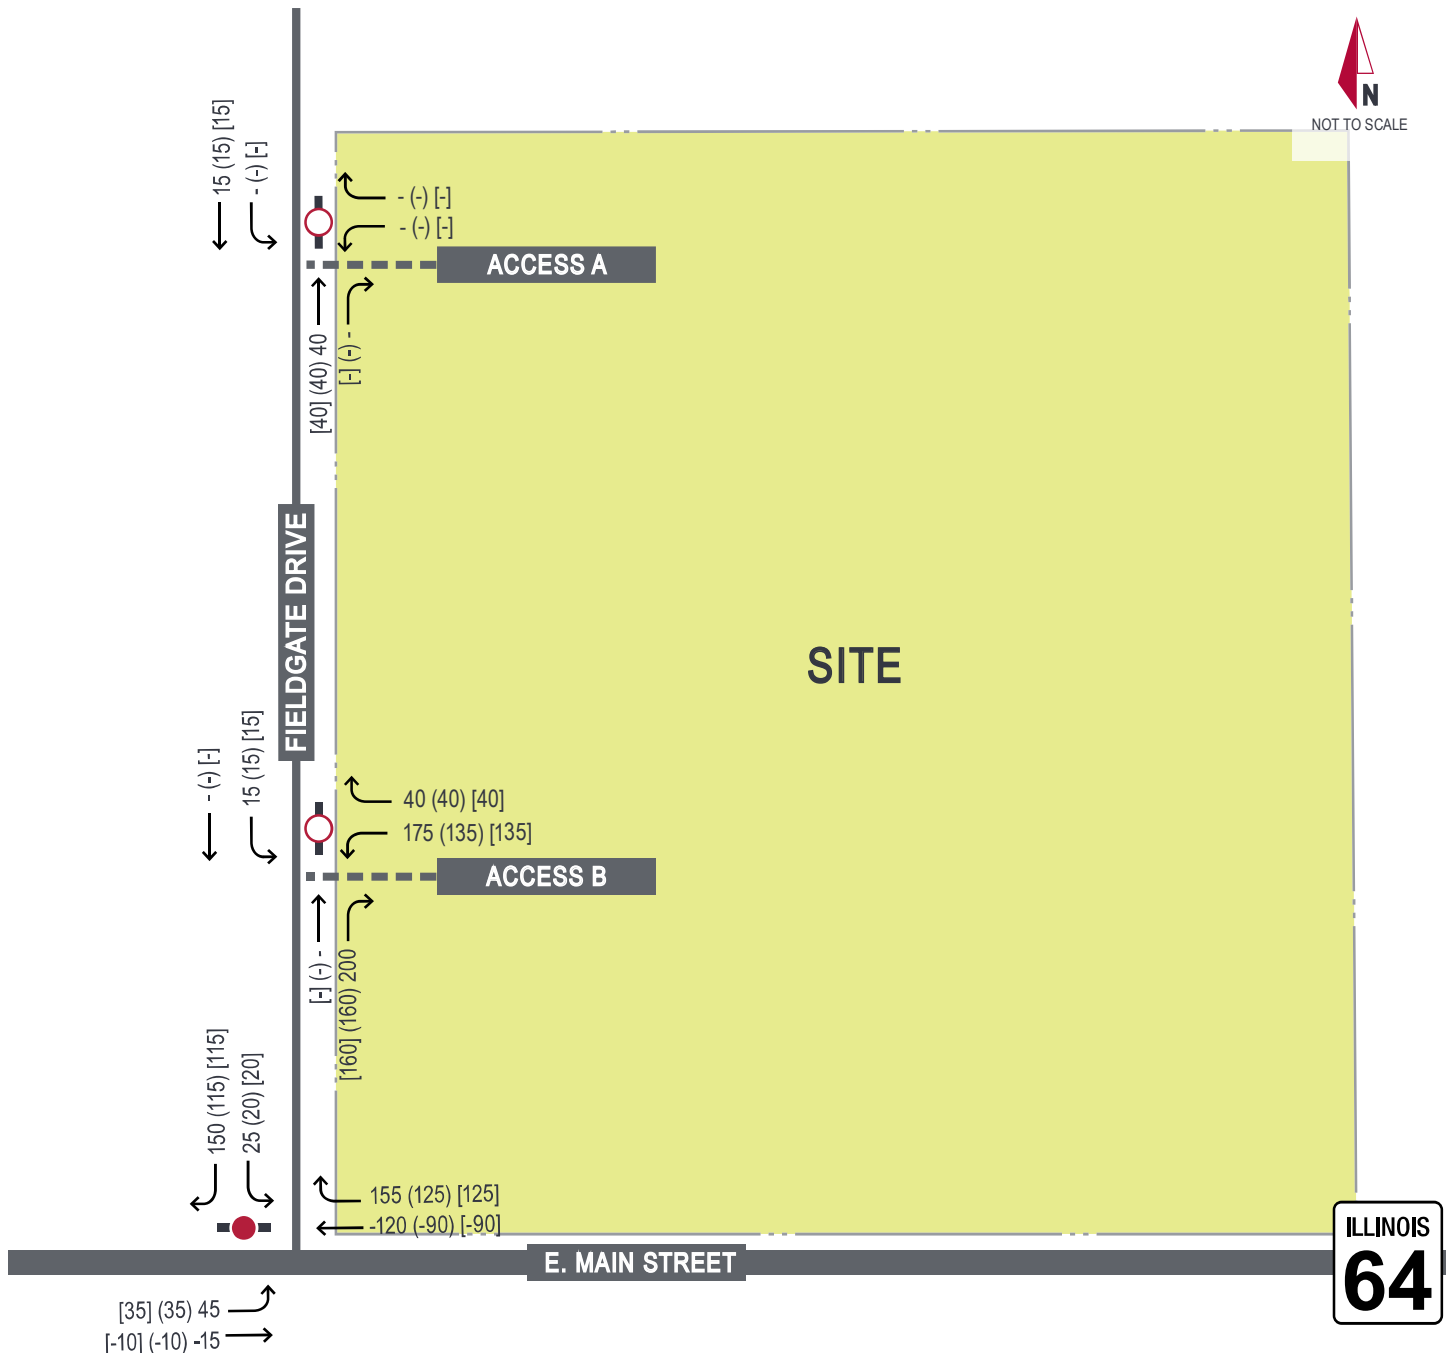 N
NOT TO SCALE
15 (15) [15]
- (-) [-]
- (-) [-]
- (-) [-]
ACCESS A
[40] (40) 40
[-] (-) -
FIELDGATE DRIVE
SITE
- (-) [-]
15 (15) [15]
40 (40) [40]
175 (135) [135]
ACCESS B
[-] (-) -
[160] (160) 200
150 (115) [115]
25 (20) [20]
155 (125) [125]
-120 (-90) [-90]
E. MAIN STREET
ILLINOIS
64
[35] (35) 45
[-10] (-10) -15